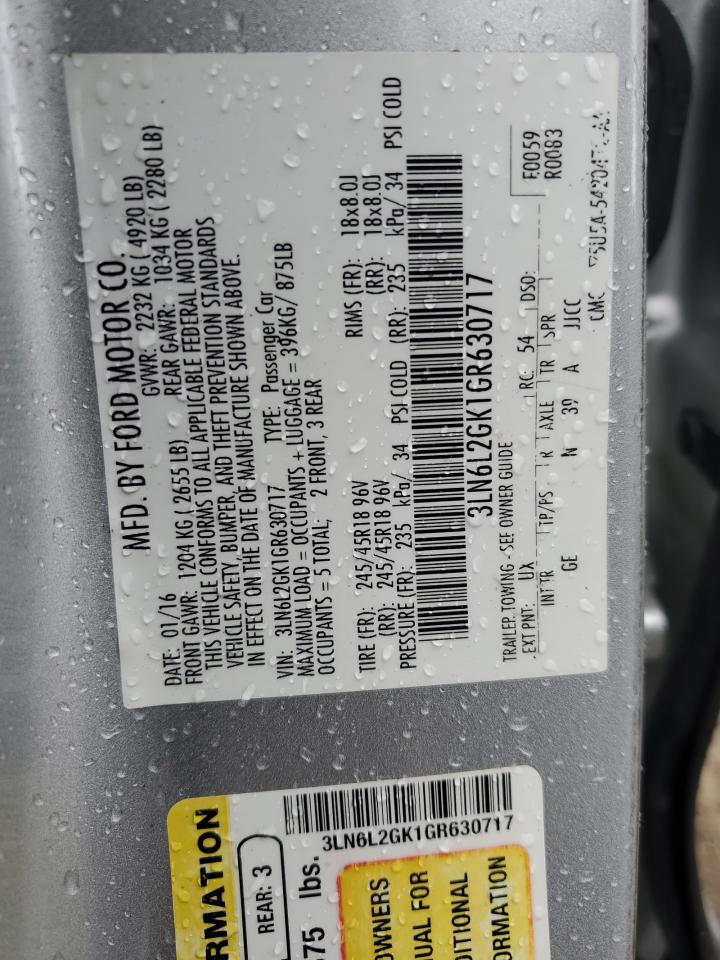 MFD. BY FORD MOTOR CO.
DATE: 01/16 GVWR: 2232 KG ( 4920 LB)
FRONT GAWR: 1204 KG ( 2655 LB) REAR GAWR: 1034 KG ( 2280 LB)
THIS VEHICLE CONFORMS TO ALL APPLICABLE FEDERAL MOTOR
VEHICLE SAFETY, BUMPER, AND THEFT PREVENTION STANDARDS
IN EFFECT ON THE DATE OF MANUFACTURE SHOWN ABOVE.
VIN: 3LN6L2GK1GR630717 TYPE: Passenger Car
MAXIMUM LOAD = OCCUPANTS + LUGGAGE = 396KG/ 875LB
OCCUPANTS = 5 TOTAL; 2 FRONT, 3 REAR
TIRE (FR): 245/45R18 96V RIMS (FR): 18x8.0J
(RR): 245/45R18 96V (RR): 18x8.0J
PRESSURE (FR): 235 kPa/ 34 PSI COLD (RR): 235 kPa/ 34 PSI COLD
3LN6L2GK1GR630717
TRAILER TOWING - SEE OWNER GUIDE
F0059
R0083
EXT PNT: UX RC: 54 DSO:
INT TR TP/PS R AXLE TR SPR
GE N 39 A JJCC
CMC
3LN6L2GK1GR630717
RMATION
REAR: 3
75 lbs.
OWNERS
UAL FOR
DITIONAL
ORMATION